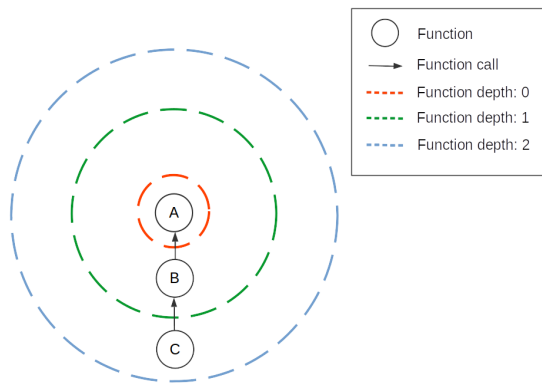 Function
Function call
Function depth: 0
Function depth: 1
Function depth: 2
A
B
C